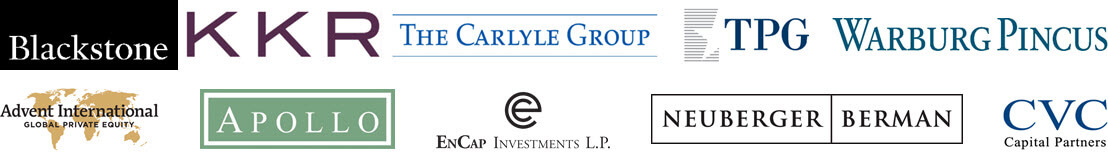 Blackstone
KKR
THE CARLYLE GROUP
TPG
WARBURG PINCUS
Advent International
GLOBAL PRIVATE EQUITY
APOLLO
ENCAP INVESTMENTS L.P.
NEUBERGER BERMAN
CVC
Capital Partners